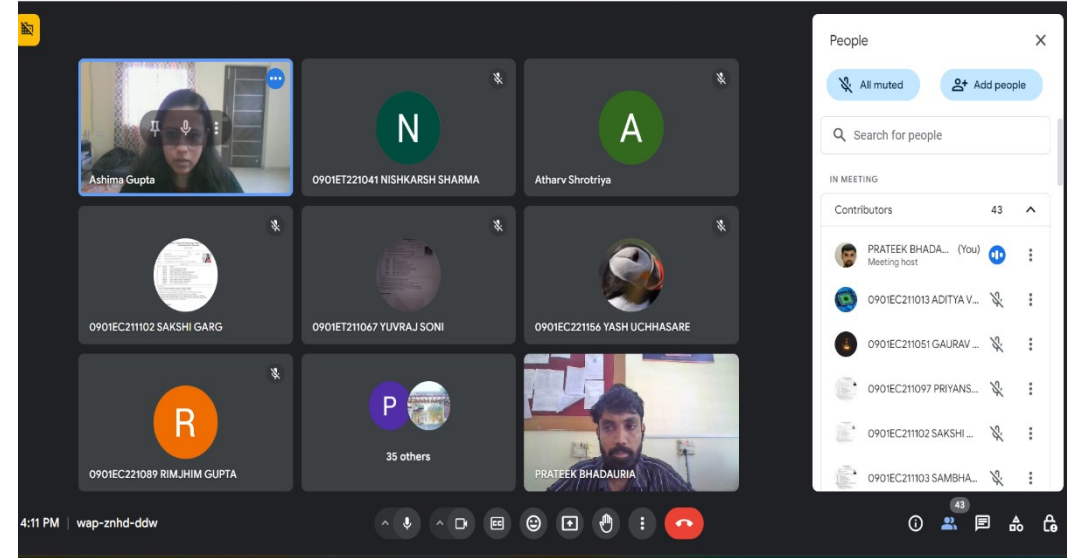 People
All muted
Add people
Search for people
IN MEETING
Contributors 43
PRATEEK BHADA... (You)
Meeting host
0901EC211013 ADITYA V...
0901EC211051 GAURAV ...
0901EC211097 PRIYANS...
0901EC211102 SAKSHI ...
0901EC211103 SAMBHA...
Ashima Gupta
N
0901ET221041 NISHKARSH SHARMA
A
Atharv Shrotriya
0901EC211102 SAKSHI GARG
0901ET211067 YUVRAJ SONI
0901EC221156 YASH UCHHASARE
R
0901EC221089 RIMJHIM GUPTA
P
35 others
PRATEEK BHADAURIA
4:11 PM | wap-znhd-ddw
CC
43